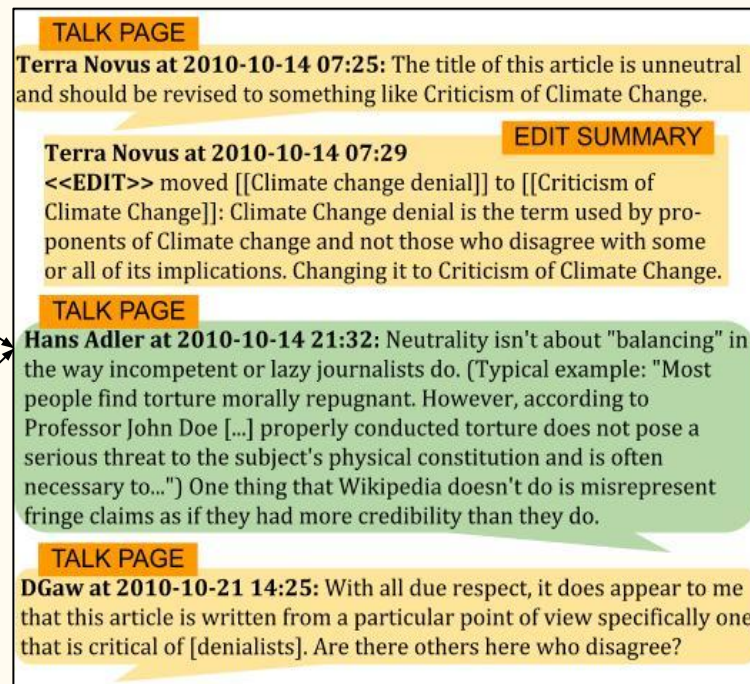 TALK PAGE
Terra Novus at 2010-10-14 07:25: The title of this article is unneutral
and should be revised to something like Criticism of Climate Change.
EDIT SUMMARY
Terra Novus at 2010-10-14 07:29
<<EDIT>> moved [[Climate change denial]] to [[Criticism of
Climate Change]]: Climate Change denial is the term used by pro-
ponents of Climate change and not those who disagree with some
or all of its implications. Changing it to Criticism of Climate Change.
TALK PAGE
Hans Adler at 2010-10-14 21:32: Neutrality isn't about "balancing" in
the way incompetent or lazy journalists do. (Typical example: "Most
people find torture morally repugnant. However, according to
Professor John Doe [...] properly conducted torture does not pose a
serious threat to the subject's physical constitution and is often
necessary to...") One thing that Wikipedia doesn't do is misrepresent
fringe claims as if they had more credibility than they do.
TALK PAGE
DGaw at 2010-10-21 14:25: With all due respect, it does appear to me
that this article is written from a particular point of view specifically one
that is critical of [denialists]. Are there others here who disagree?